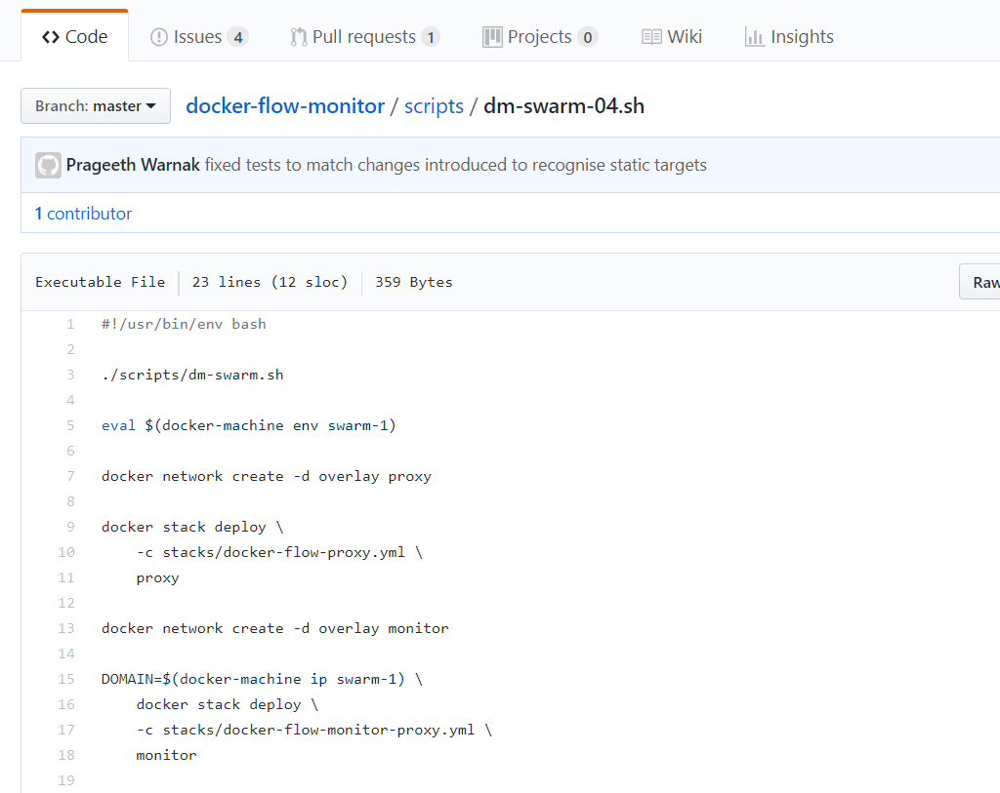 Code Issues 4 Pull requests 1 Projects 0 Wiki Insights
Branch: master docker-flow-monitor / scripts / dm-swarm-04.sh
Prageeth Warnak fixed tests to match changes introduced to recognise static targets
1 contributor
Executable File 23 lines (12 sloc) 359 Bytes Raw
1 #!/usr/bin/env bash
2
3 ./scripts/dm-swarm.sh
4
5 eval $(docker-machine env swarm-1)
6
7 docker network create -d overlay proxy
8
9 docker stack deploy \
10 -c stacks/docker-flow-proxy.yml \
11 proxy
12
13 docker network create -d overlay monitor
14
15 DOMAIN=$(docker-machine ip swarm-1) \
16 docker stack deploy \
17 -c stacks/docker-flow-monitor-proxy.yml \
18 monitor
19